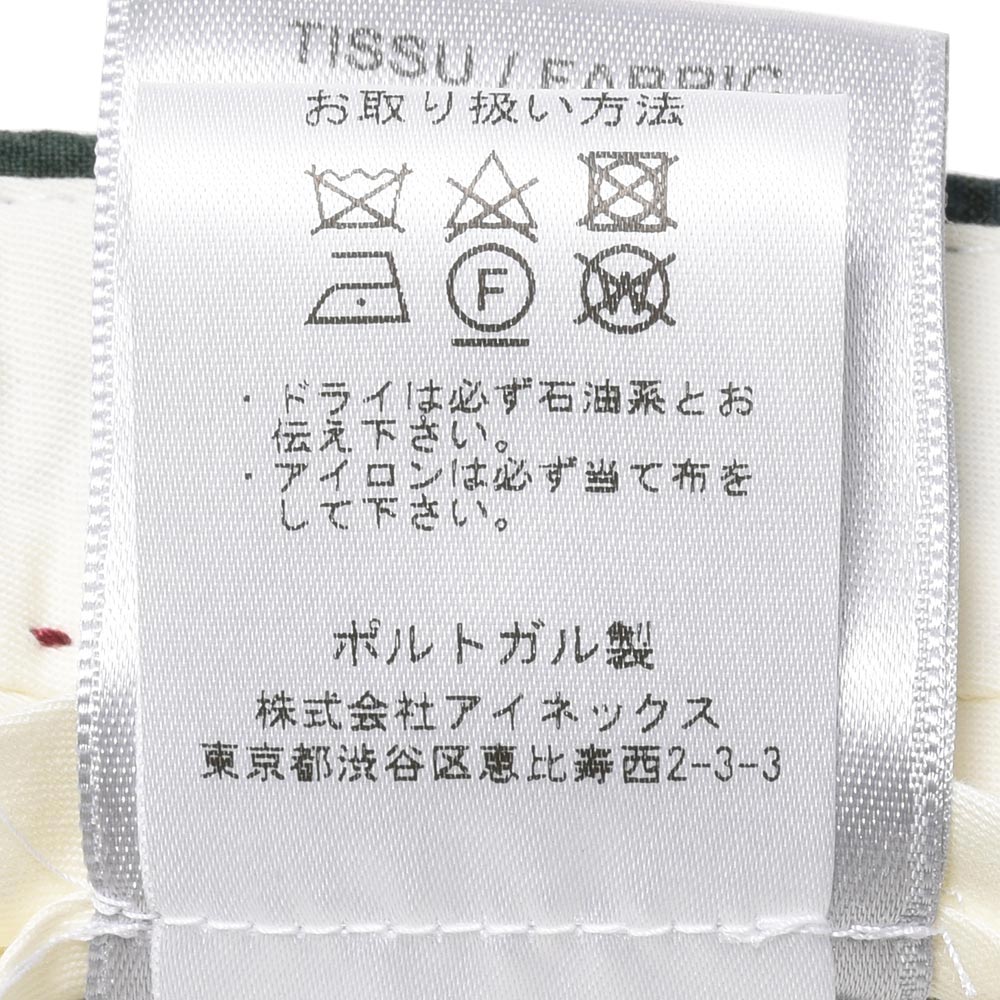 TISSU / FABRIC
お取り扱い方法
F
W
・ドライは必ず石油系とお
伝え下さい。
・アイロンは必ず当て布を
して下さい。
ポルトガル製
株式会社アイネックス
東京都渋谷区恵比寿西2-3-3